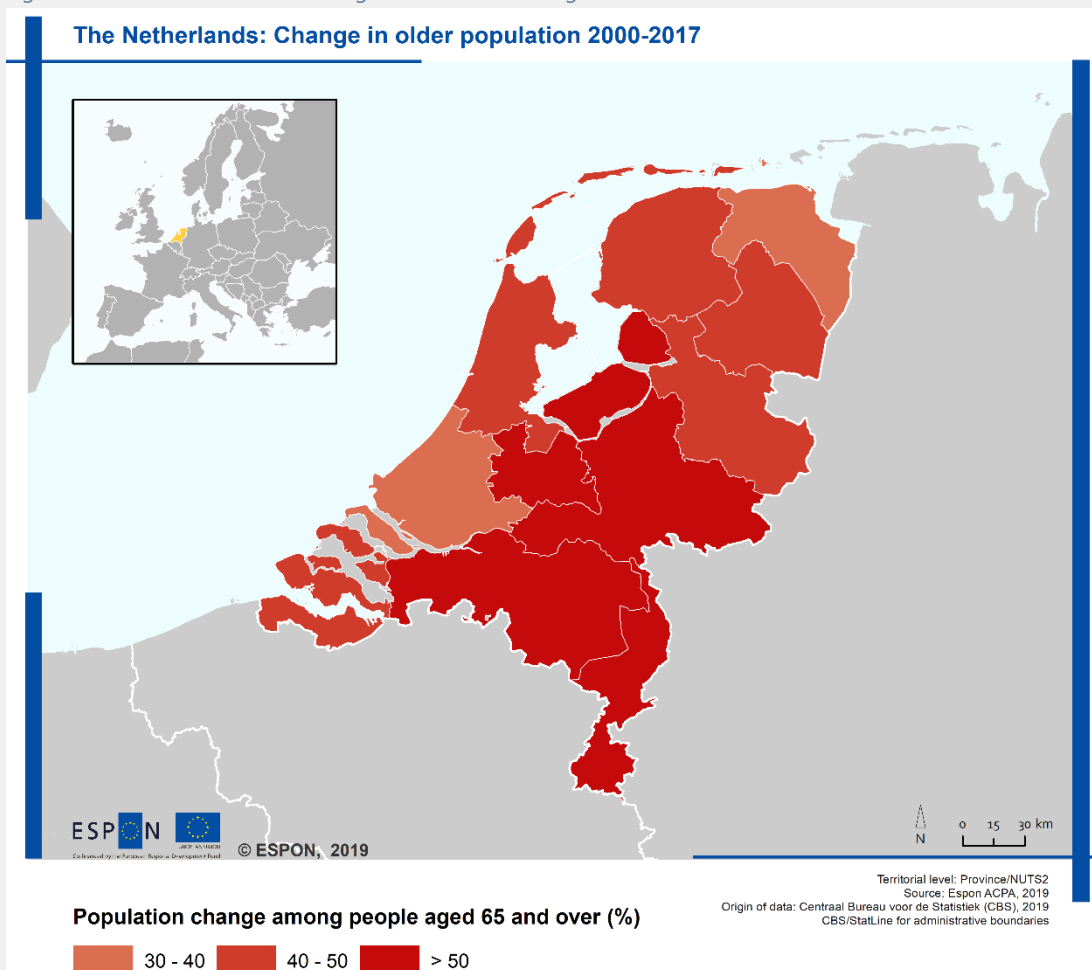 The Netherlands: Change in older population 2000-2017
ESPON
© ESPON, 2019
N
0 15 30 km
Territorial level: Province/NUTS2
Source: Espon ACPA, 2019
Origin of data: Centraal Bureau voor de Statistiek (CBS), 2019
CBS/StatLine for administrative boundaries
Population change among people aged 65 and over (%)
30 - 40 40 - 50 > 50